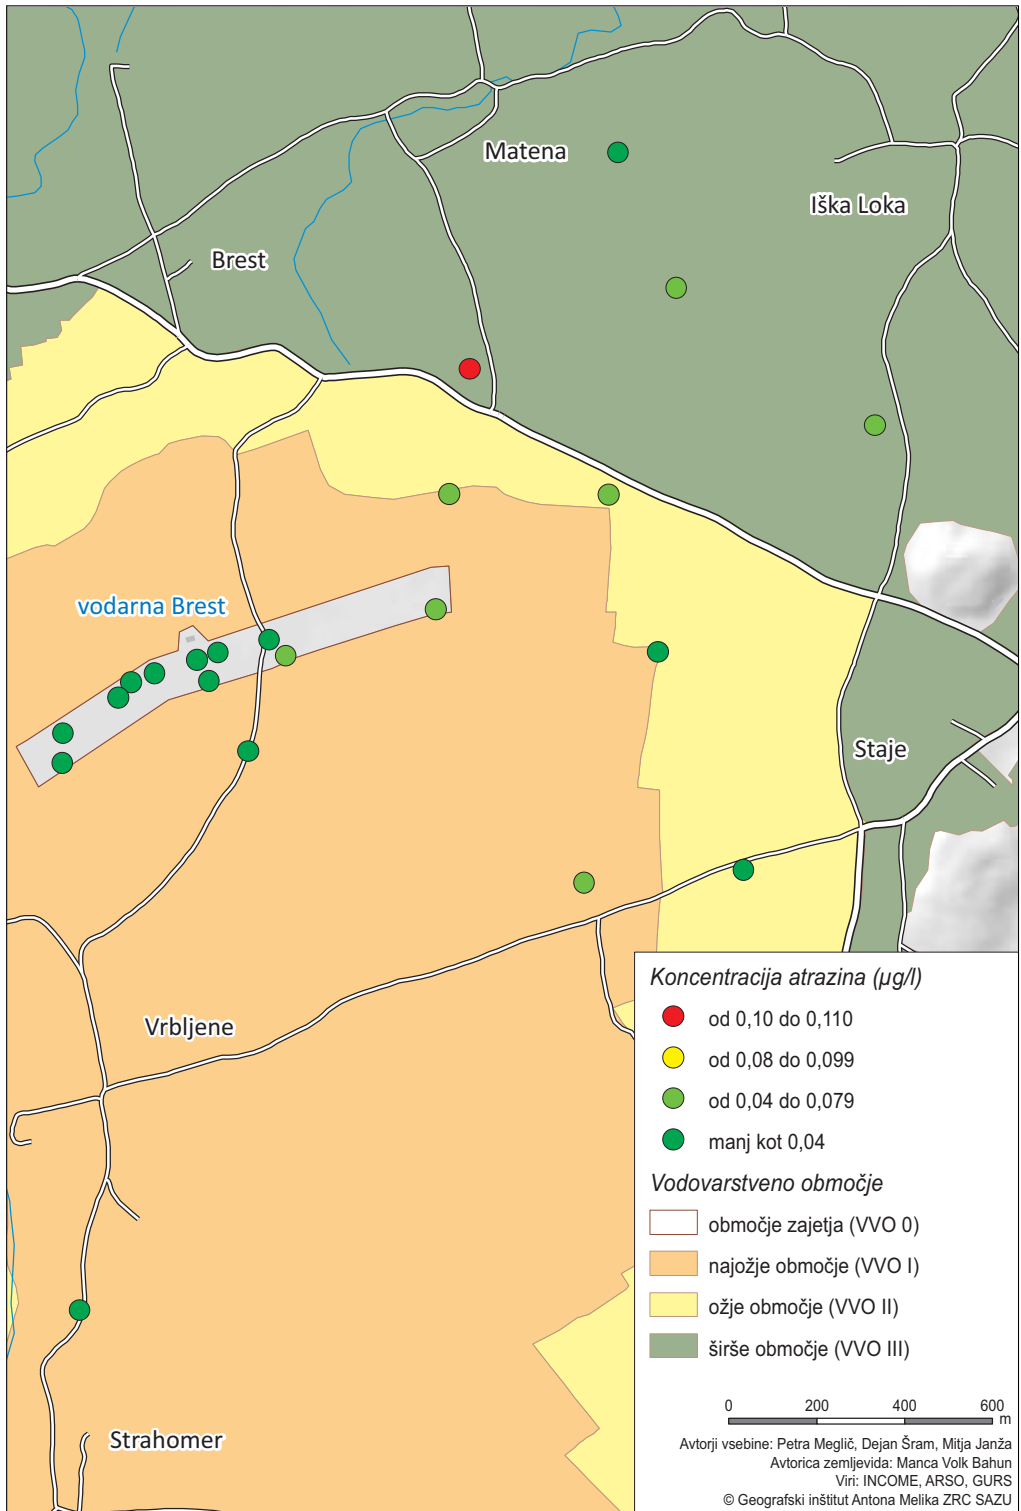 Matena
Iška Loka
Brest
vodarna Brest
Staje
Vrbljene
Strahomer
Koncentracija atrazina (µg/l)
od 0,10 do 0,110
od 0,08 do 0,099
od 0,04 do 0,079
manj kot 0,04
Vodovarstveno območje
območje zajetja (VVO 0)
najožje območje (VVO I)
ožje območje (VVO II)
širše območje (VVO III)
0 200 400 600
m
Avtorji vsebine: Petra Meglič, Dejan Šram, Mitja Janža
Avtorica zemljevida: Manca Volk Bahun
Viri: INCOME, ARSO, GURS
© Geografski inštitut Antona Melika ZRC SAZU